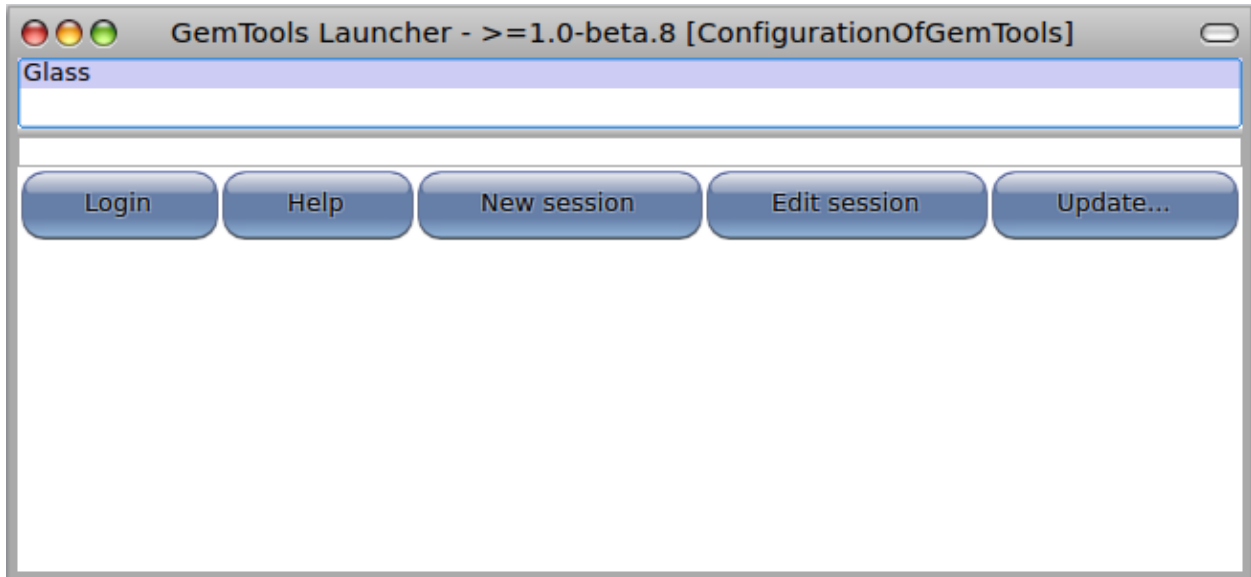 GemTools Launcher - >=1.0-beta.8 [ConfigurationOfGemTools]
Glass
Login Help New session Edit session Update...